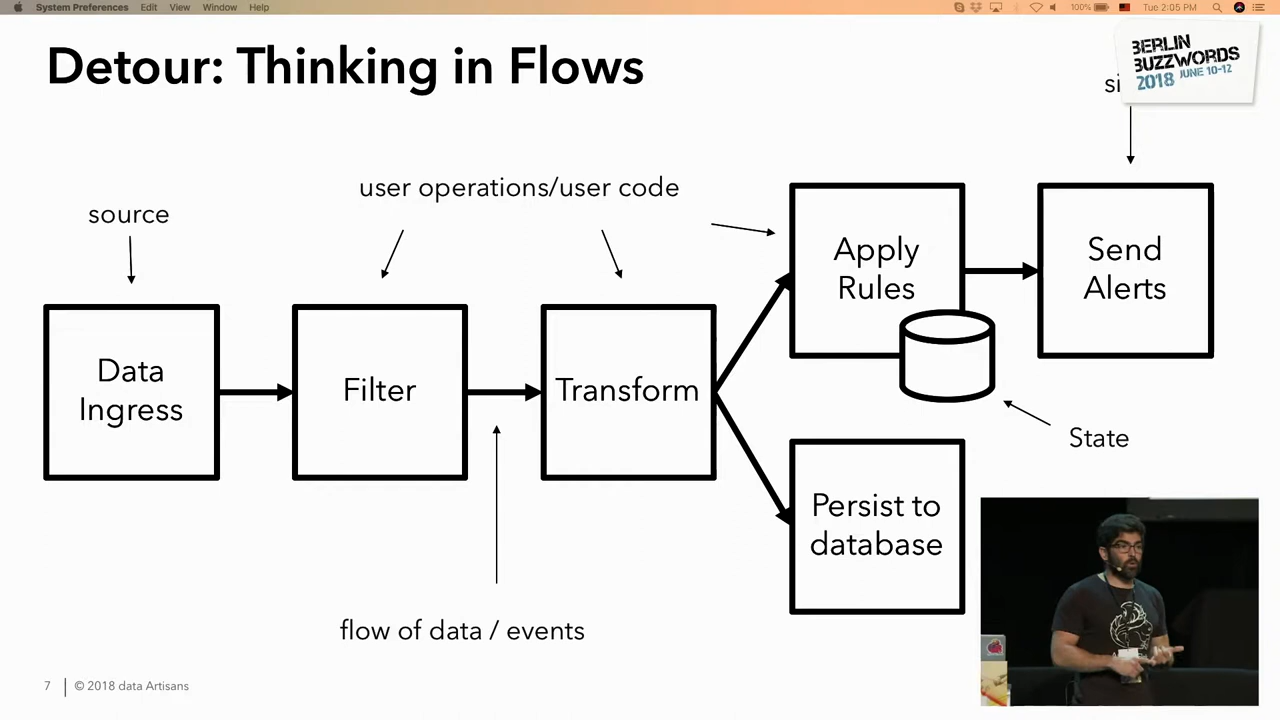 System Preferences Edit View Window Help
100% Tue 2:05 PM
Detour: Thinking in Flows
BERLIN
BUZZWORDS
2018 JUNE 10-12
user operations/user code
source
Apply
Rules
Send
Alerts
Data
Ingress
Filter
Transform
State
Persist to
database
flow of data / events
7 © 2018 data Artisans